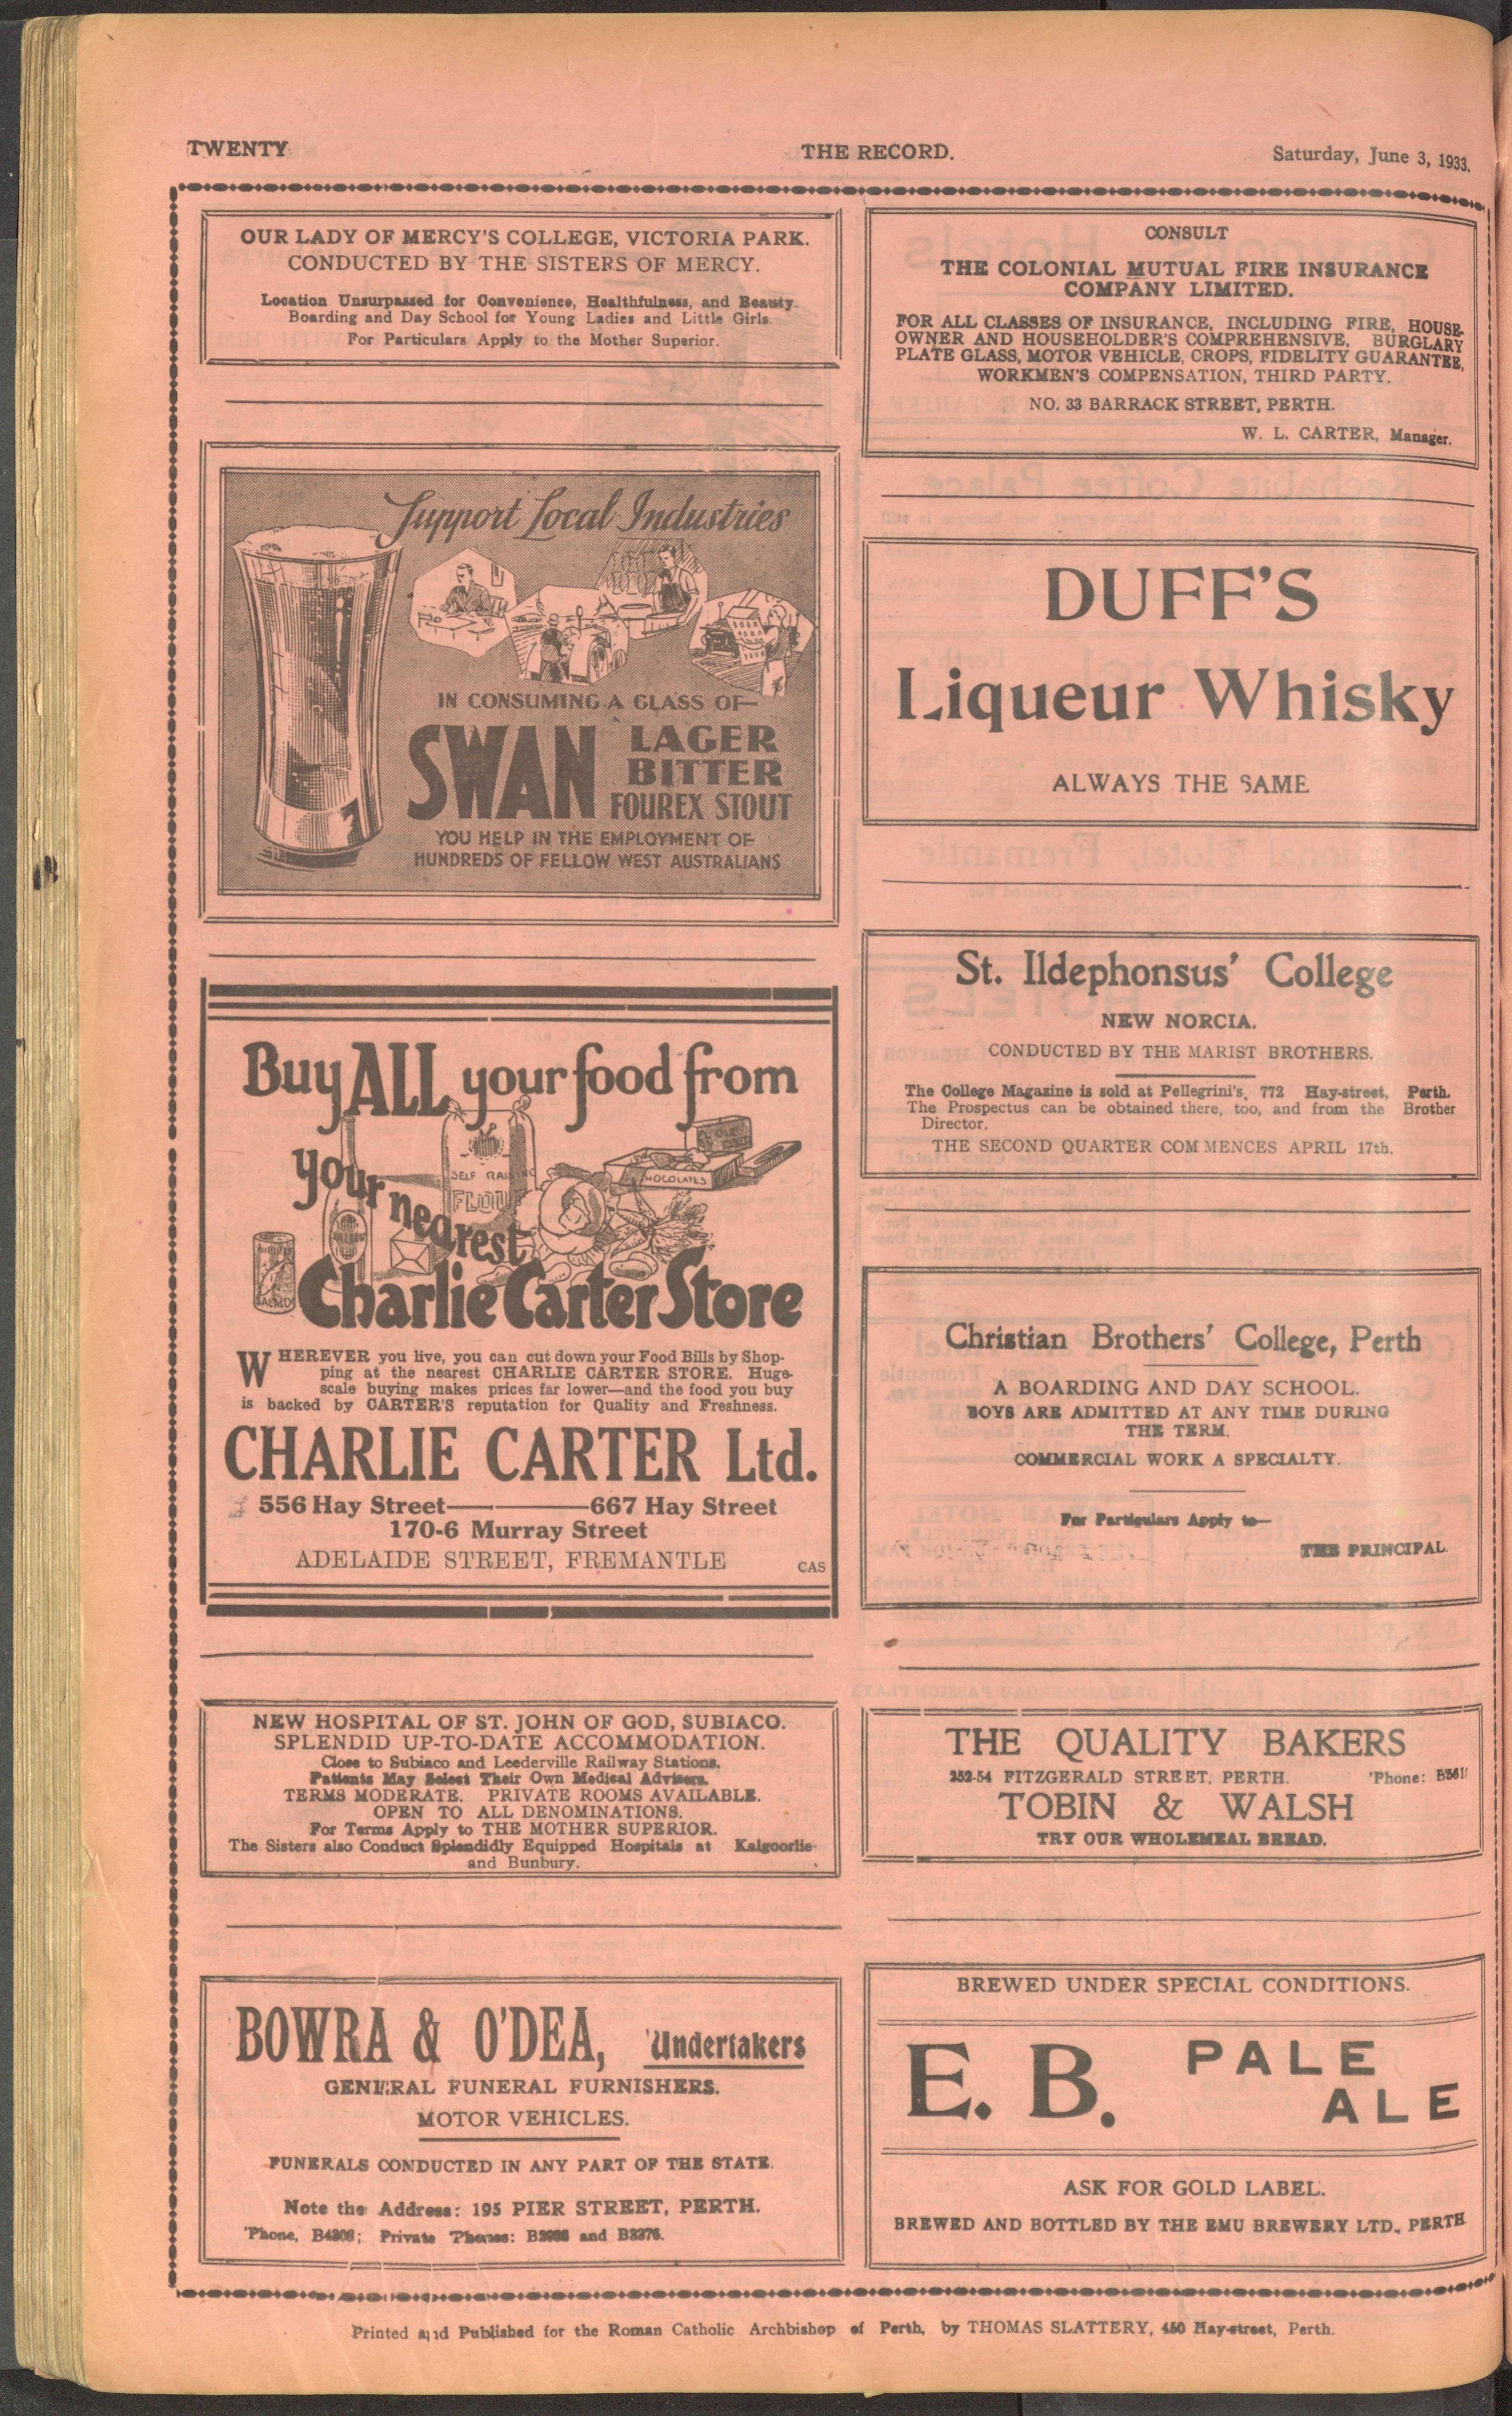 TWENTY
THE RECORD.
Saturday, June 3, 1933.
OUR LADY OF MERCY'S COLLEGE, VICTORIA PARK.
CONDUCTED BY THE SISTERS OF MERCY.
Location Unsurpassed for Convenience, Healthfulness, and Beauty.
Boarding and Day School for Young Ladies and Little Girls.
For Particulars Apply to the Mother Superior.
Support Local Industries
IN CONSUMING A GLASS OF—
SWAN LAGER
BITTER
FOUREX STOUT
YOU HELP IN THE EMPLOYMENT OF
HUNDREDS OF FELLOW WEST AUSTRALIANS
Buy ALL your food from
your nearest
SELF RAISING
FLOUR
CHOCOLATES
SALMON
Charlie Carter Store
WHEREVER you live, you can cut down your Food Bills by Shop-
ping at the nearest CHARLIE CARTER STORE. Huge-
scale buying makes prices far lower—and the food you buy
is backed by CARTER'S reputation for Quality and Freshness.
CHARLIE CARTER Ltd.
556 Hay Street———667 Hay Street
170-6 Murray Street
ADELAIDE STREET, FREMANTLE
CAS
NEW HOSPITAL OF ST. JOHN OF GOD, SUBIACO.
SPLENDID UP-TO-DATE ACCOMMODATION.
Close to Subiaco and Leederville Railway Stations.
Patients May Select Their Own Medical Advisers.
TERMS MODERATE. PRIVATE ROOMS AVAILABLE.
OPEN TO ALL DENOMINATIONS.
For Terms Apply to THE MOTHER SUPERIOR.
The Sisters also Conduct Splendidly Equipped Hospitals at Kalgoorlie
and Bunbury.
BOWRA & O'DEA, Undertakers
GENERAL FUNERAL FURNISHERS.
MOTOR VEHICLES.
FUNERALS CONDUCTED IN ANY PART OF THE STATE.
Note the Address: 195 PIER STREET, PERTH.
'Phone, B4308; Private 'Phones: and B3376.
CONSULT
THE COLONIAL MUTUAL FIRE INSURANCE
COMPANY LIMITED.
FOR ALL CLASSES OF INSURANCE, INCLUDING FIRE, HOUSE-
OWNER AND HOUSEHOLDER'S COMPREHENSIVE, BURGLARY
PLATE GLASS, MOTOR VEHICLE, CROPS, FIDELITY GUARANTEE,
WORKMEN'S COMPENSATION, THIRD PARTY.
NO. 33 BARRACK STREET, PERTH.
W. L. CARTER, Manager.
DUFF'S
Liqueur Whisky
ALWAYS THE SAME
St. Ildephonsus' College
NEW NORCIA.
CONDUCTED BY THE MARIST BROTHERS.
The College Magazine is sold at Pellegrini's, 772 Hay-street, Perth.
The Prospectus can be obtained there, too, and from the Brother
Director.
THE SECOND QUARTER COMMENCES APRIL 17th.
Christian Brothers' College, Perth
A BOARDING AND DAY SCHOOL.
BOYS ARE ADMITTED AT ANY TIME DURING
THE TERM.
COMMERCIAL WORK A SPECIALTY.
For Particulars Apply to—
THE PRINCIPAL.
THE QUALITY BAKERS
252-54 FITZGERALD STREET, PERTH. 'Phone:
TOBIN & WALSH
TRY OUR WHOLEMEAL BREAD.
BREWED UNDER SPECIAL CONDITIONS.
E. B. PALE
ALE
ASK FOR GOLD LABEL.
BREWED AND BOTTLED BY THE EMU BREWERY LTD., PERTH
Printed and Published for the Roman Catholic Archbishop of Perth, by THOMAS SLATTERY, 450 Hay-street, Perth.